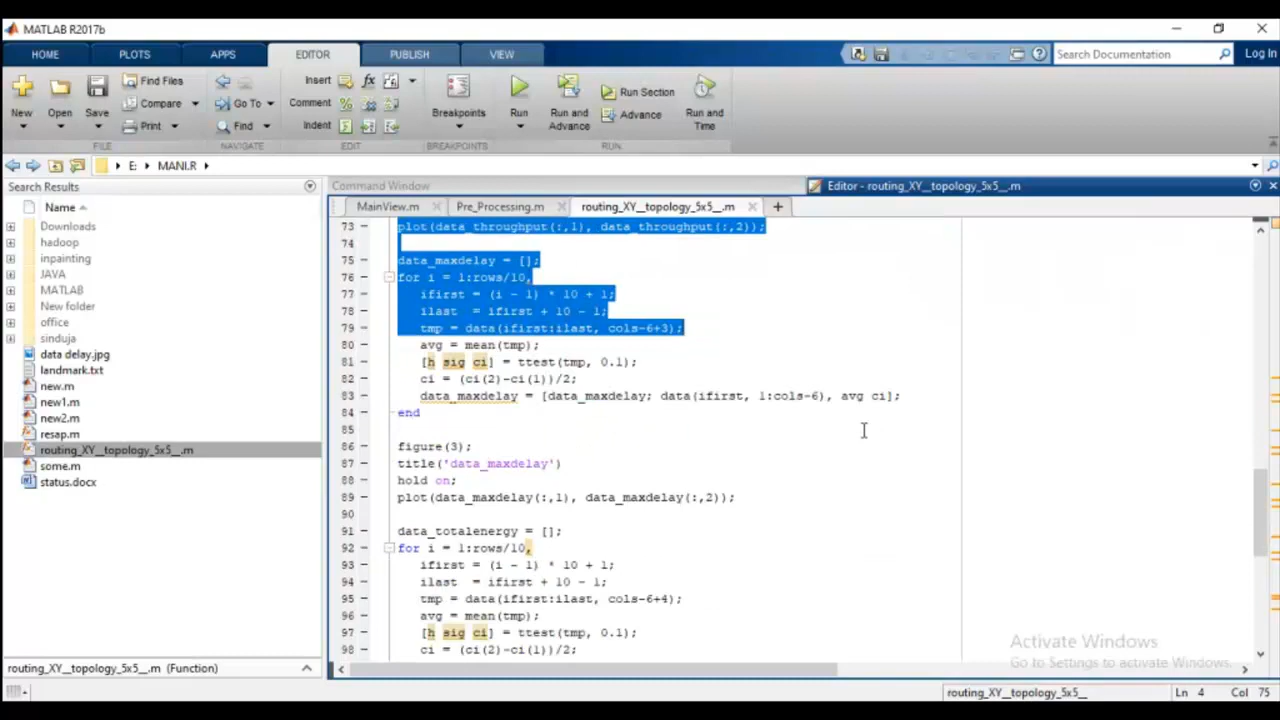 MATLAB R2017b
HOME PLOTS APPS EDITOR PUBLISH VIEW Search Documentation Log In
New Open Save Find Files Compare Print Go To Find Insert Comment Indent fx Breakpoints Run Run and Advance Run Section Advance Run and Time
FILE NAVIGATE EDIT BREAKPOINTS RUN
E: MANI.R
Search Results
Name
Downloads
hadoop
inpainting
JAVA
MATLAB
New folder
office
sinduja
data delay.jpg
landmark.txt
new.m
new1.m
new2.m
resap.m
routing_XY__topology_5x5__.m
some.m
status.docx
routing_XY__topology_5x5__.m (Function)
Command Window
Editor - routing_XY__topology_5x5__.m
MainView.m Pre_Processing.m routing_XY__topology_5x5__.m
73 plot(data_throughput(:,1), data_throughput(:,2));
74
75 data_maxdelay = [];
76 for i = 1:rows/10,
77 ifirst = (i - 1) * 10 + 1;
78 ilast = ifirst + 10 - 1;
79 tmp = data(ifirst:ilast, cols-6+3);
80 avg = mean(tmp);
81 [h sig ci] = ttest(tmp, 0.1);
82 ci = (ci(2)-ci(1))/2;
83 data_maxdelay = [data_maxdelay; data(ifirst, 1:cols-6), avg ci];
84 end
85
86 figure(3);
87 title('data_maxdelay')
88 hold on;
89 plot(data_maxdelay(:,1), data_maxdelay(:,2));
90
91 data_totalenergy = [];
92 for i = 1:rows/10,
93 ifirst = (i - 1) * 10 + 1;
94 ilast = ifirst + 10 - 1;
95 tmp = data(ifirst:ilast, cols-6+4);
96 avg = mean(tmp);
97 [h sig ci] = ttest(tmp, 0.1);
98 ci = (ci(2)-ci(1))/2;
Activate Windows
Go to Settings to activate Windows.
routing_XY__topology_5x5__ Ln 4 Col 75